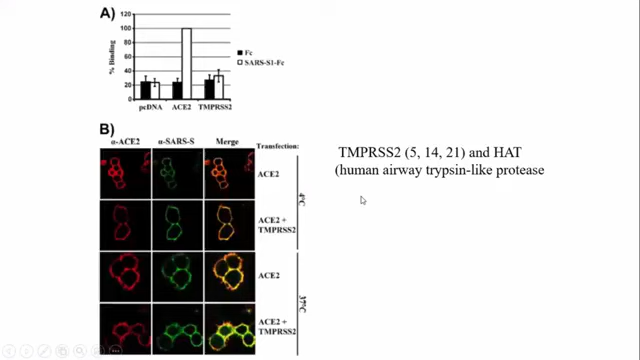 A)
% Binding
120
100
80
60
40
20
0
pcDNA ACE2 TMPRSS2
Fc
SARS-S1-Fc
B)
α-ACE2 α-SARS-S Merge Transfection:
ACE2
ACE2 +
TMPRSS2
4°C
ACE2
ACE2 +
TMPRSS2
37°C
TMPRSS2 (5, 14, 21) and HAT
(human airway trypsin-like protease